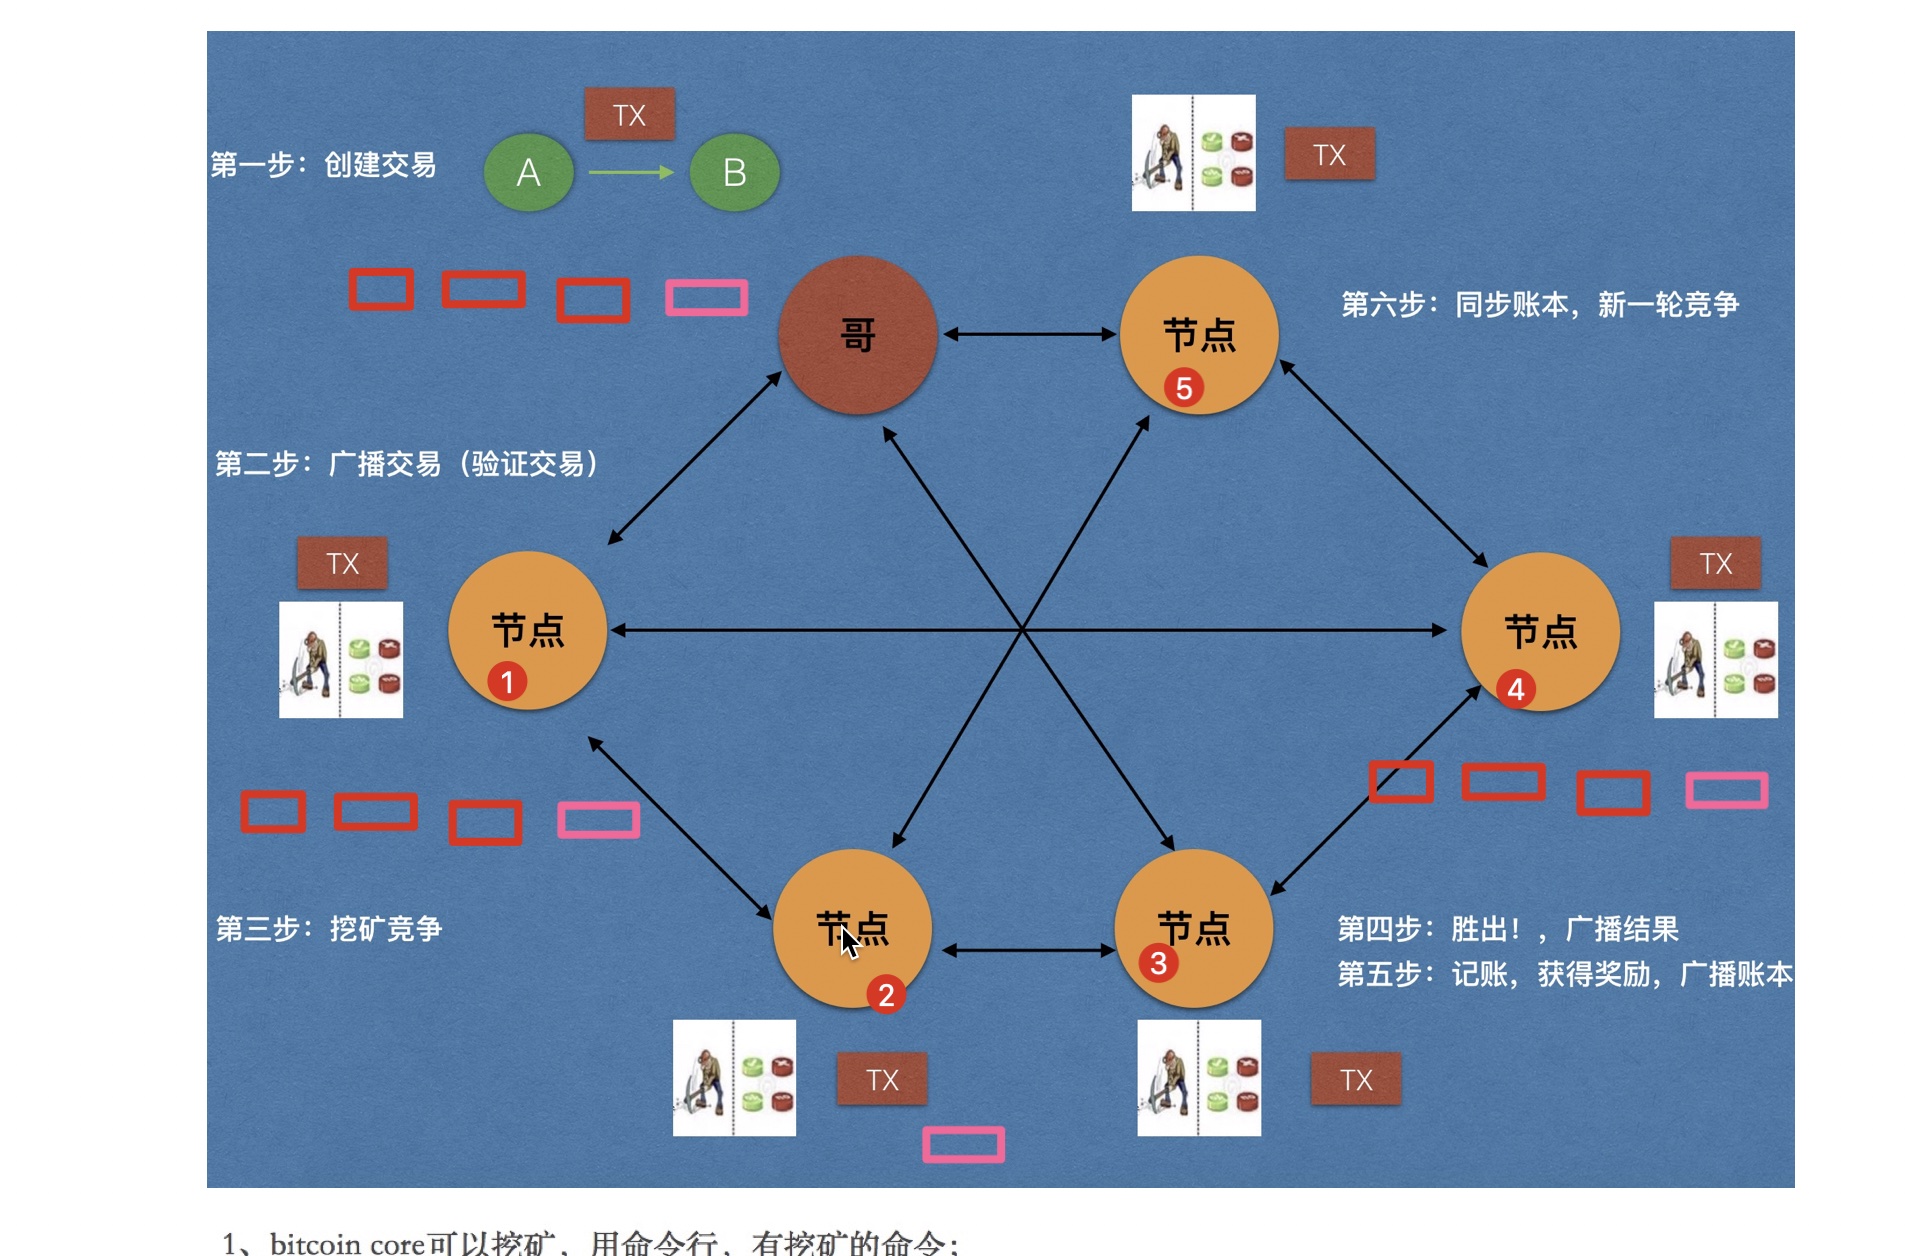 TX
第一步：创建交易
A
B
TX
哥
节点
5
第六步：同步账本，新一轮竞争
第二步：广播交易（验证交易）
TX
节点
1
TX
节点
4
第三步：挖矿竞争
节点
2
节点
3
第四步：胜出！，广播结果
第五步：记账，获得奖励，广播账本
TX
TX
1、bitcoin core可以挖矿，用命令行，有挖矿的命令；